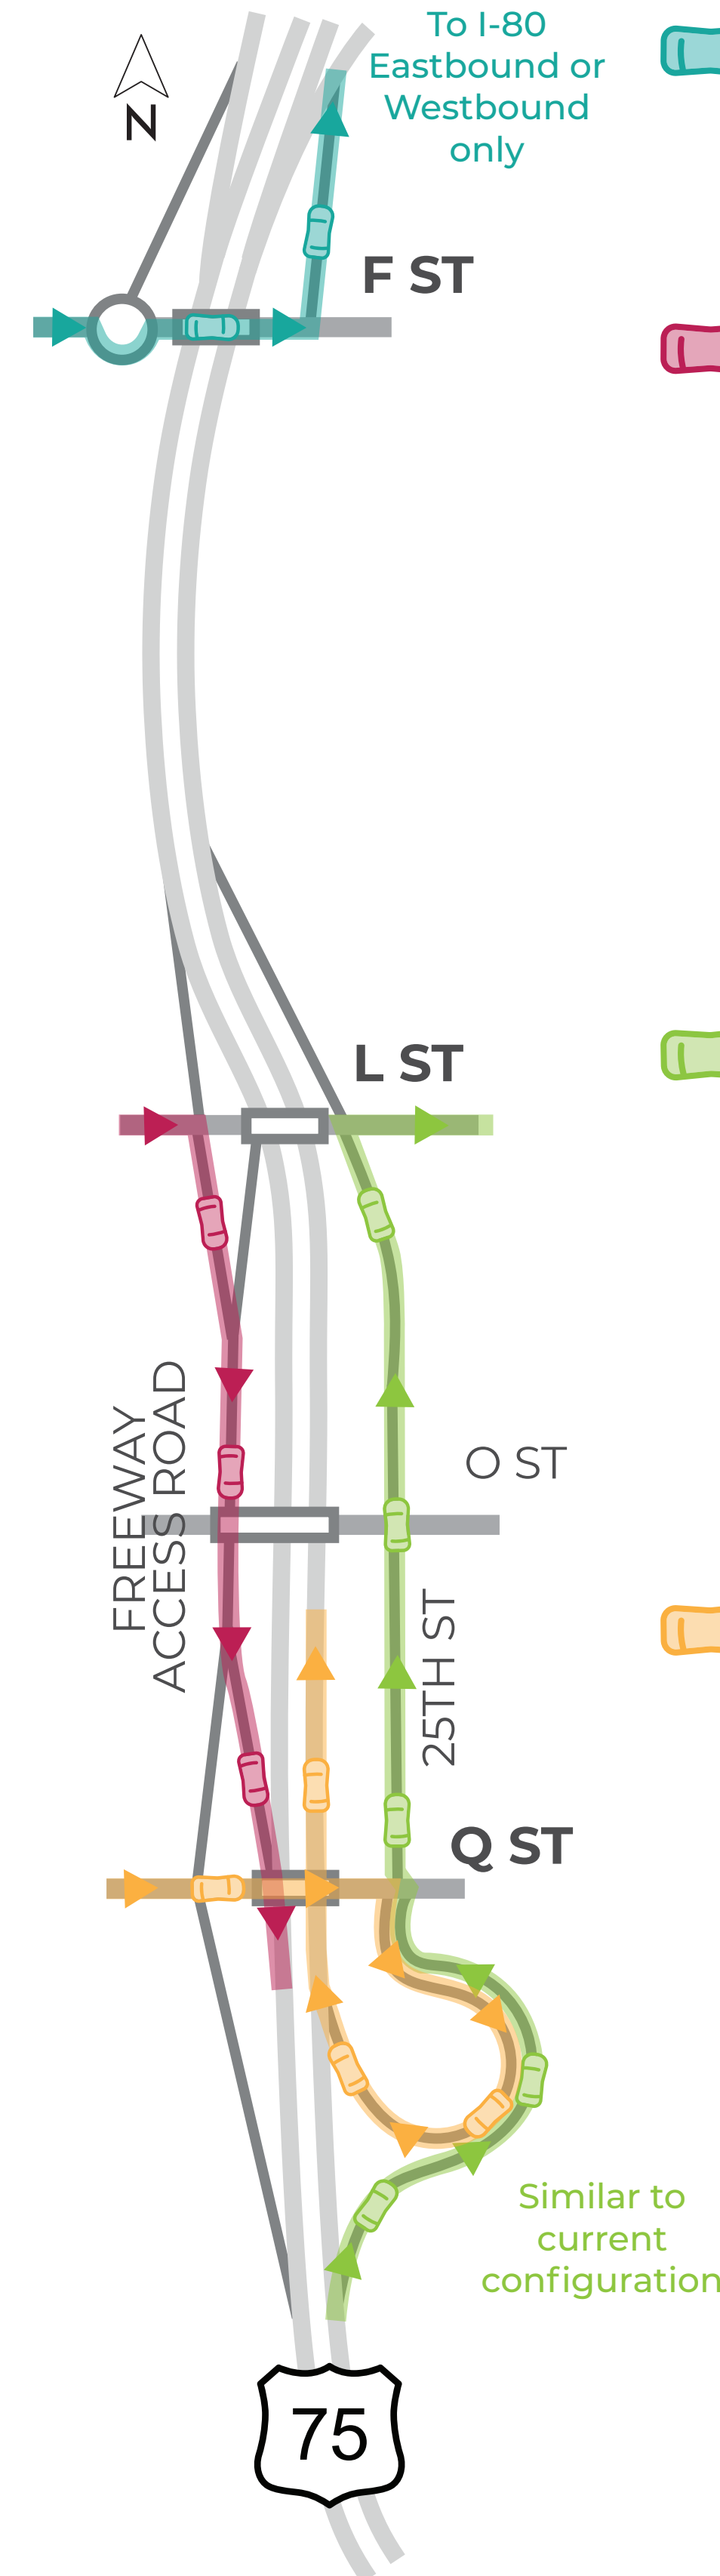 To I-80
Eastbound or
Westbound
only
N
F ST
L ST
FREEWAY
ACCESS ROAD
O ST
25TH ST
Q ST
Similar to
current
configuration
75